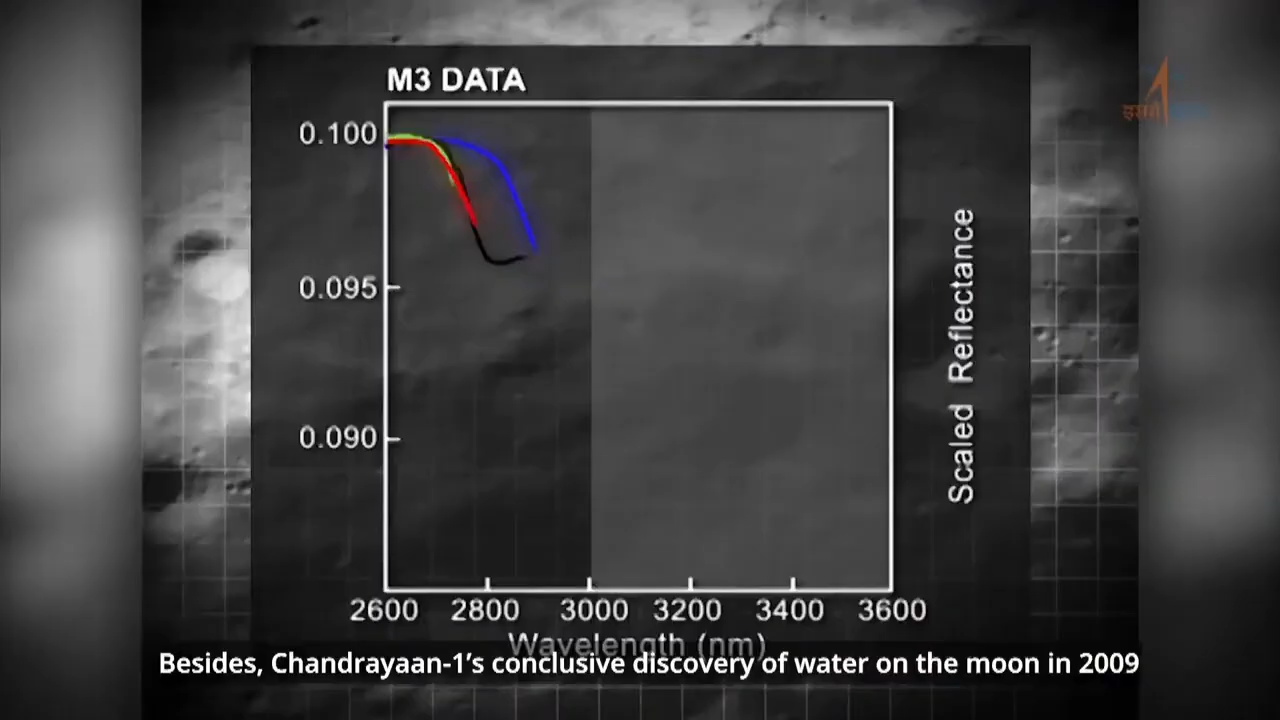 M3 DATA
इसरो
0.100
0.095
0.090
Scaled Reflectance
2600 2800 3000 3200 3400 3600
Wavelength (nm)
Besides, Chandrayaan-1’s conclusive discovery of water on the moon in 2009